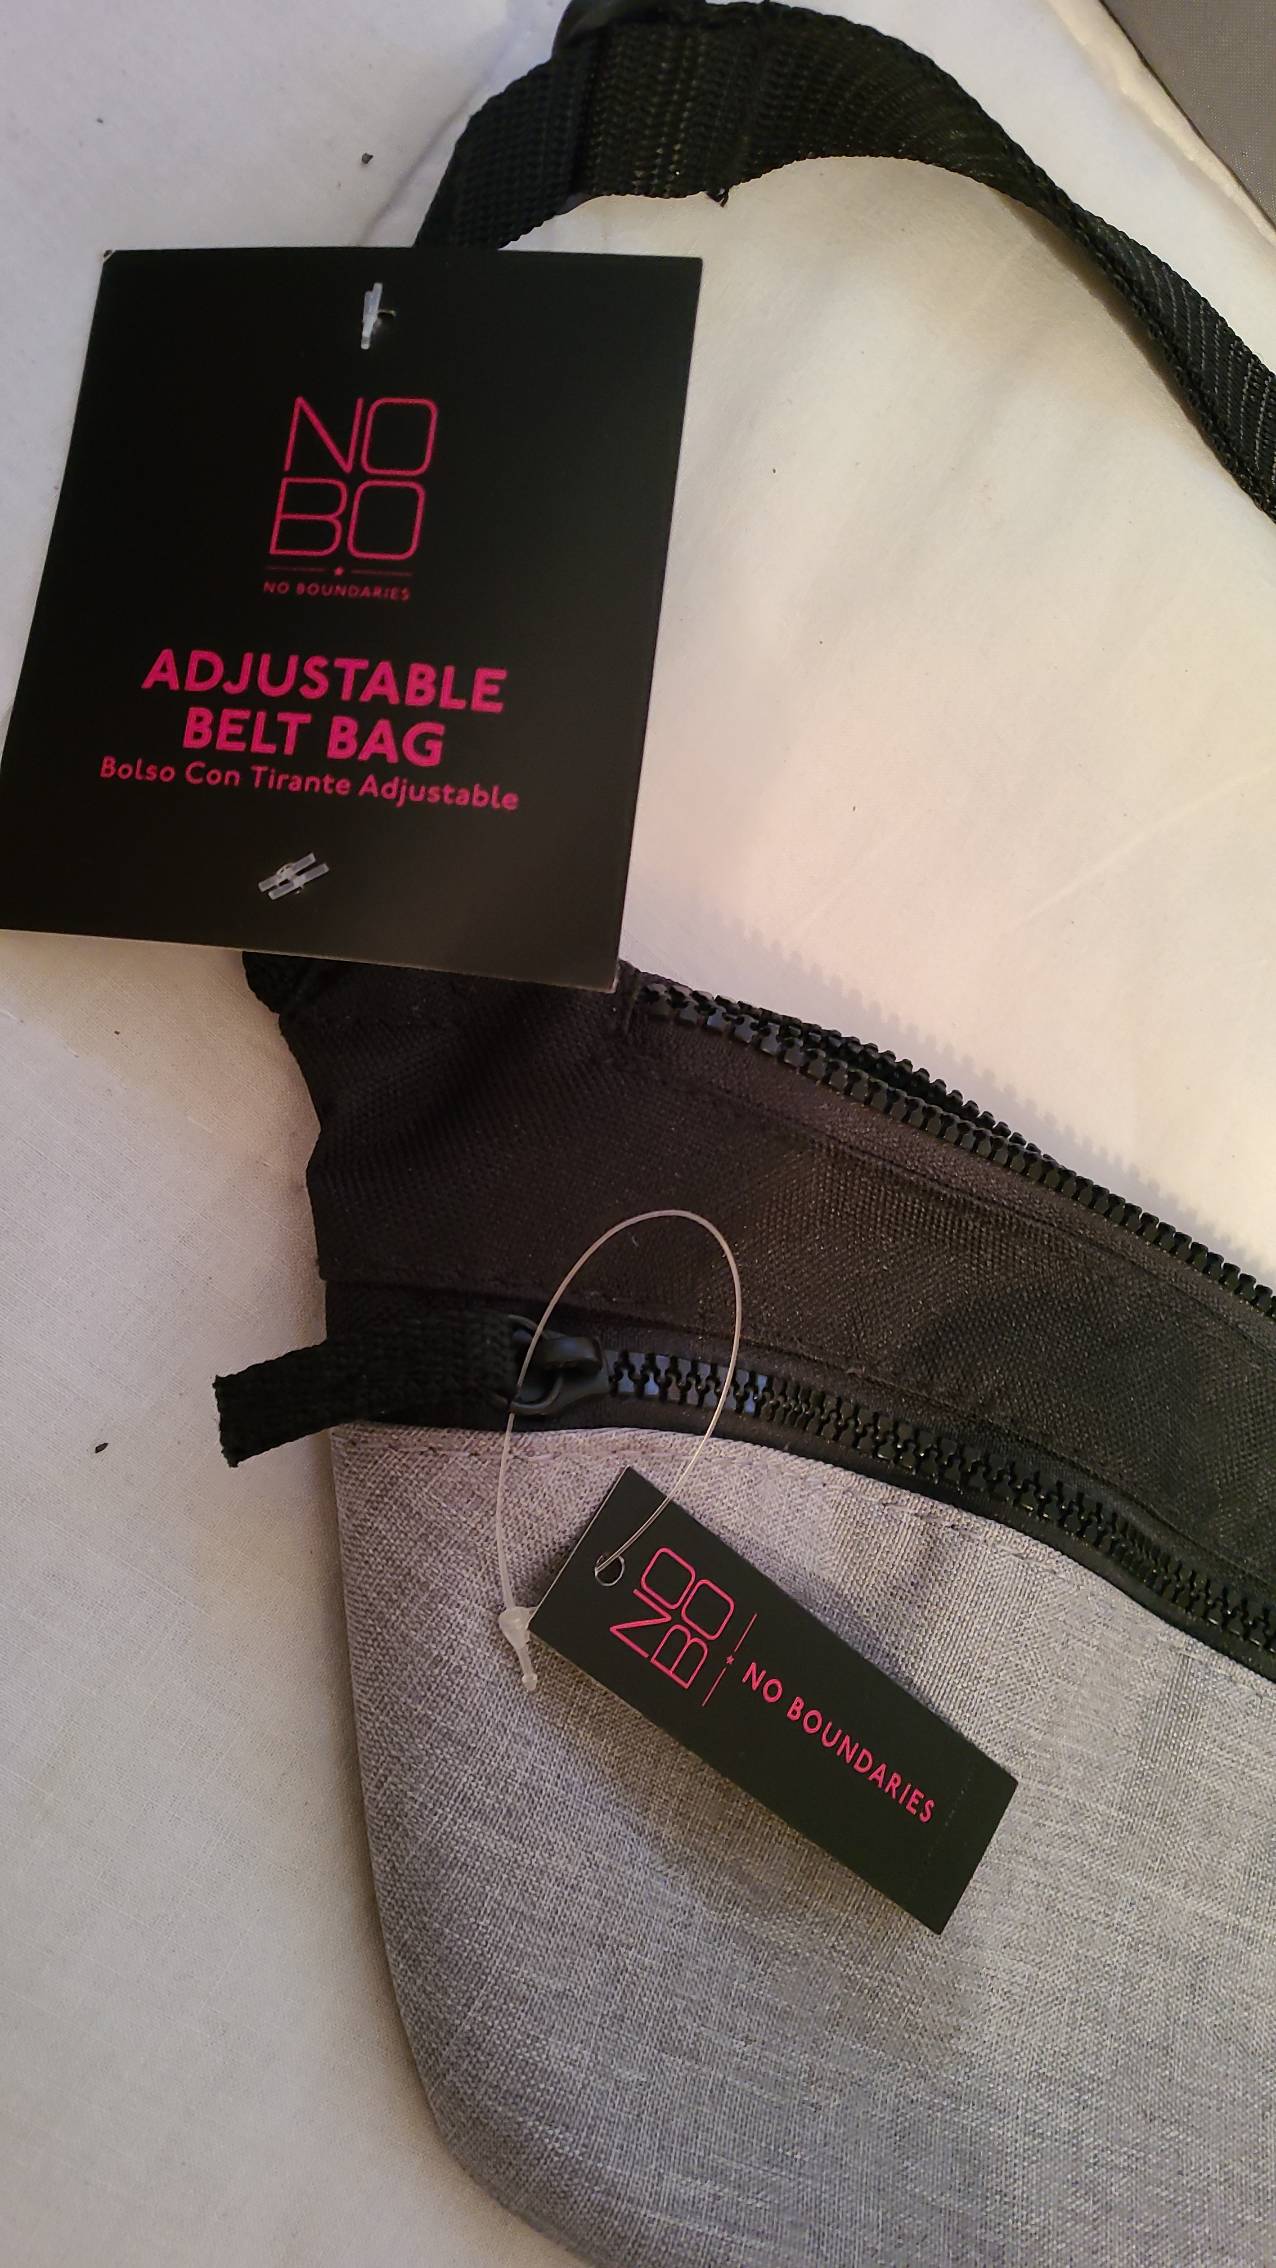 NO
BO
NO BOUNDARIES
ADJUSTABLE
BELT BAG
Bolso Con Tirante Adjustable
NO
BO
NO BOUNDARIES